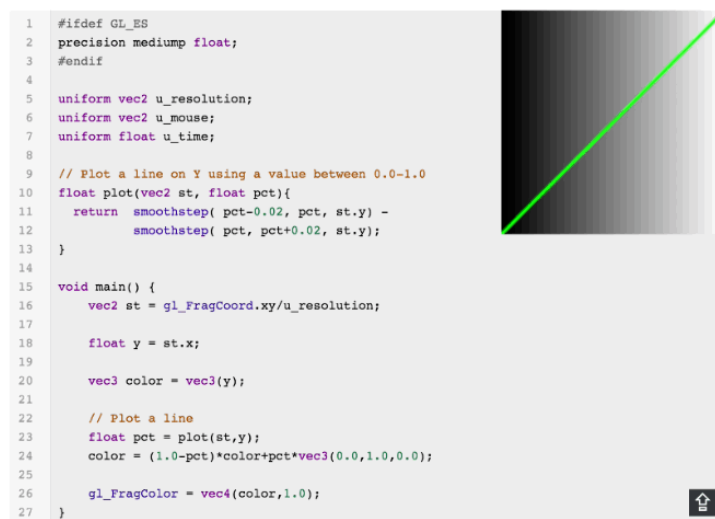 1 #ifdef GL_ES
2 precision mediump float;
3 #endif
4
5 uniform vec2 u_resolution;
6 uniform vec2 u_mouse;
7 uniform float u_time;
8
9 // Plot a line on Y using a value between 0.0-1.0
10 float plot(vec2 st, float pct){
11   return  smoothstep( pct-0.02, pct, st.y) -
12           smoothstep( pct, pct+0.02, st.y);
13 }
14
15 void main() {
16     vec2 st = gl_FragCoord.xy/u_resolution;
17
18     float y = st.x;
19
20     vec3 color = vec3(y);
21
22     // Plot a line
23     float pct = plot(st,y);
24     color = (1.0-pct)*color+pct*vec3(0.0,1.0,0.0);
25
26     gl_FragColor = vec4(color,1.0);
27 }